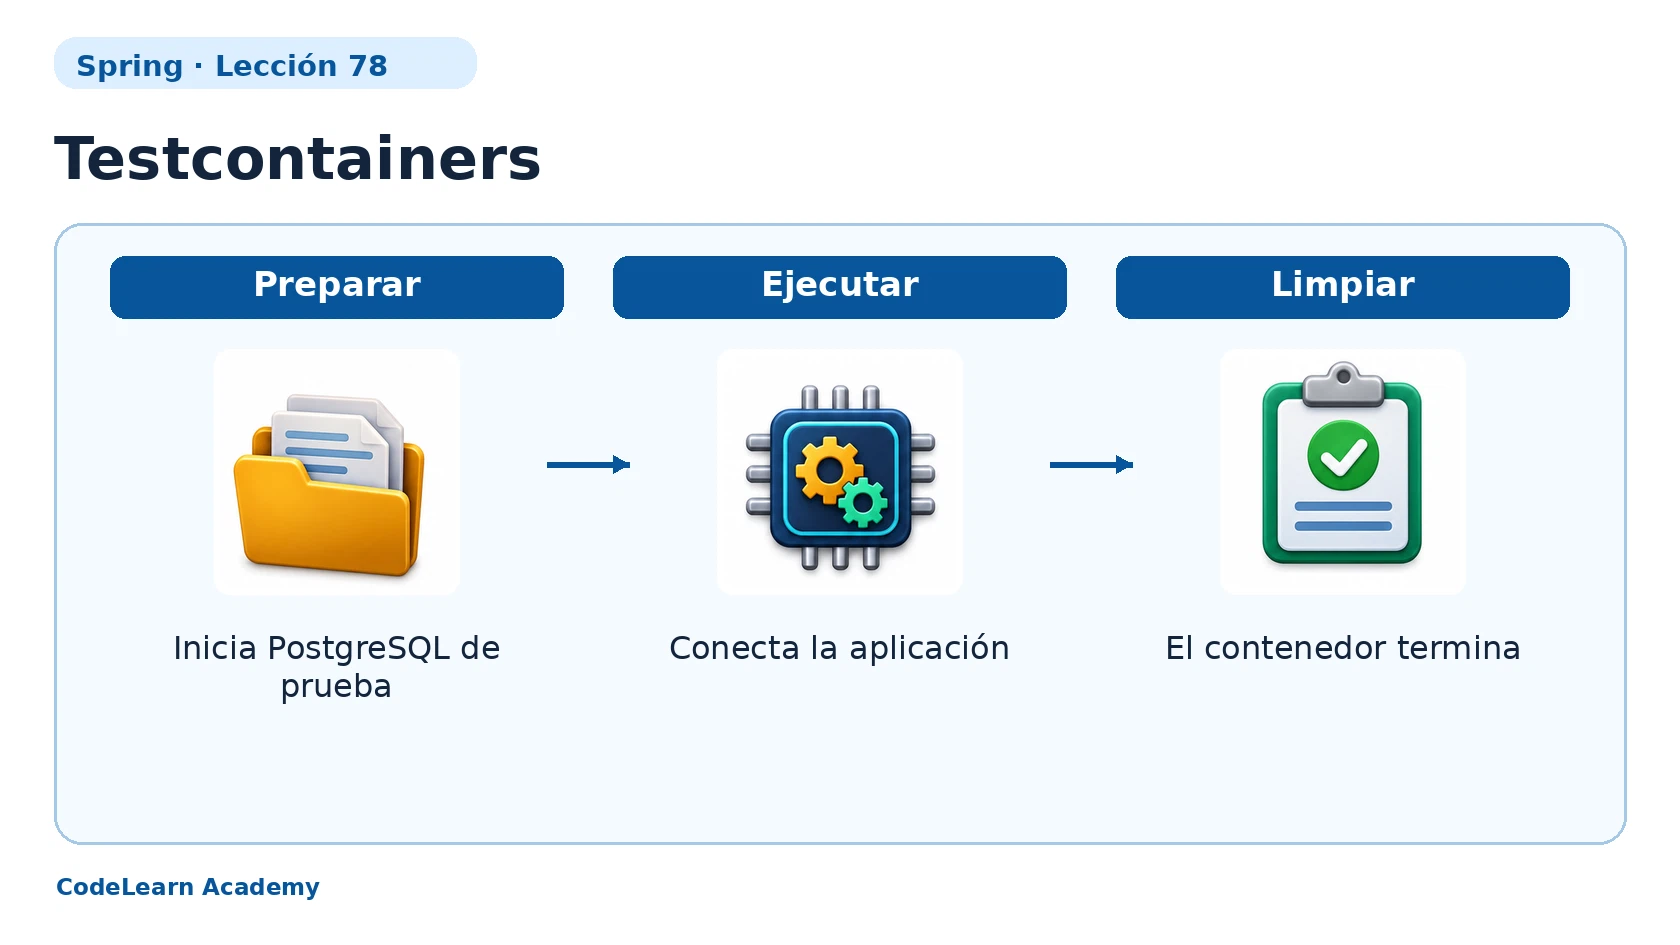 Spring · Lección 78
Testcontainers
Preparar
Ejecutar
Limpiar
Inicia PostgreSQL de
prueba
Conecta la aplicación
El contenedor termina
CodeLearn Academy